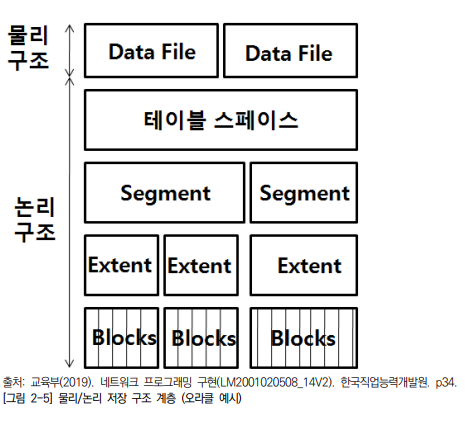 물리
구조
Data File Data File
테이블 스페이스
논리
구조
Segment Segment
Extent Extent Extent
Blocks Blocks Blocks
출처: 교육부(2019). 네트워크 프로그래밍 구현(LM2001020508_14V2). 한국직업능력개발원. p34.
[그림 2-5] 물리/논리 저장 구조 계층 (오라클 예시)